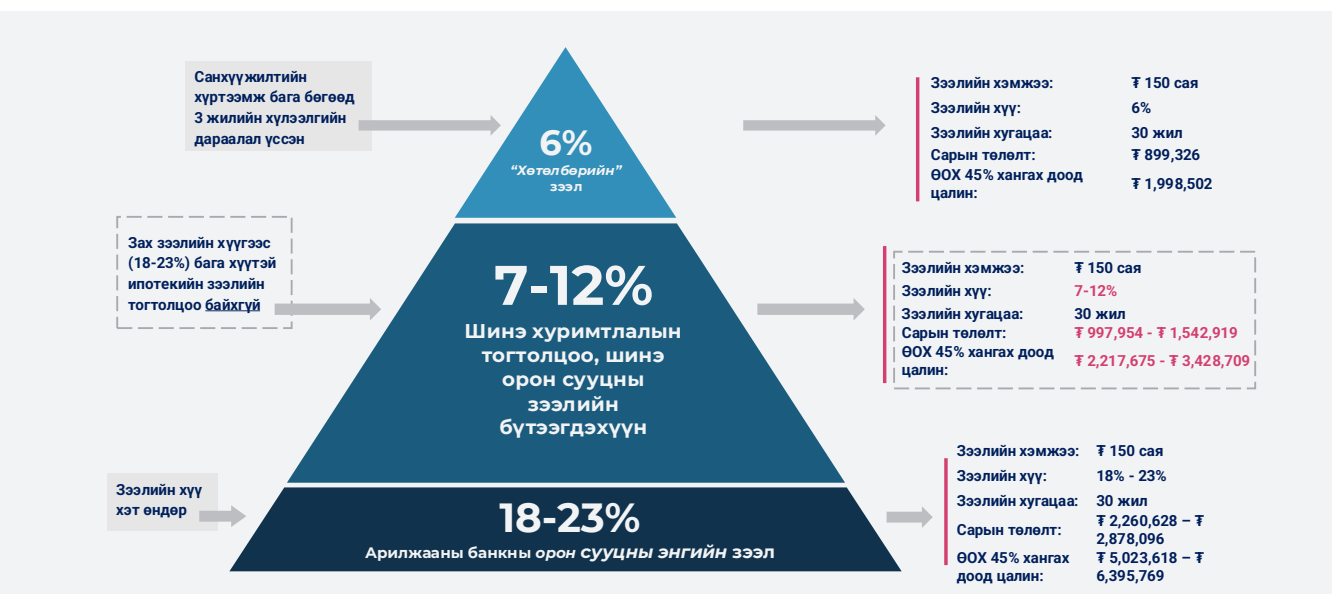 Санхүүжилтийн
хүртээмж бага бөгөөд
3 жилийн хүлээлгийн
дараалал үссэн
6%
“Хөтөлбөрийн”
зээл
Зээлийн хэмжээ: ₮ 150 сая
Зээлийн хүү: 6%
Зээлийн хугацаа: 30 жил
Сарын төлөлт: ₮ 899,326
ӨОХ 45% хангах доод
цалин: ₮ 1,998,502
Зах зээлийн хүүгээс
(18-23%) бага хүүтэй
ипотекийн зээлийн
тогтолцоо байхгүй
7-12%
Шинэ хуримтлалын
тогтолцоо, шинэ
орон сууцны
зээлийн
бүтээгдэхүүн
Зээлийн хэмжээ: ₮ 150 сая
Зээлийн хүү: 7-12%
Зээлийн хугацаа: 30 жил
Сарын төлөлт: ₮ 997,954 - ₮ 1,542,919
ӨОХ 45% хангах доод
цалин: ₮ 2,217,675 - ₮ 3,428,709
Зээлийн хүү
хэт өндөр
18-23%
Арилжааны банкны орон сууцны энгийн зээл
Зээлийн хэмжээ: ₮ 150 сая
Зээлийн хүү: 18% - 23%
Зээлийн хугацаа: 30 жил
Сарын төлөлт: ₮ 2,260,628 – ₮
2,878,096
ӨОХ 45% хангах ₮ 5,023,618 – ₮
доод цалин: 6,395,769